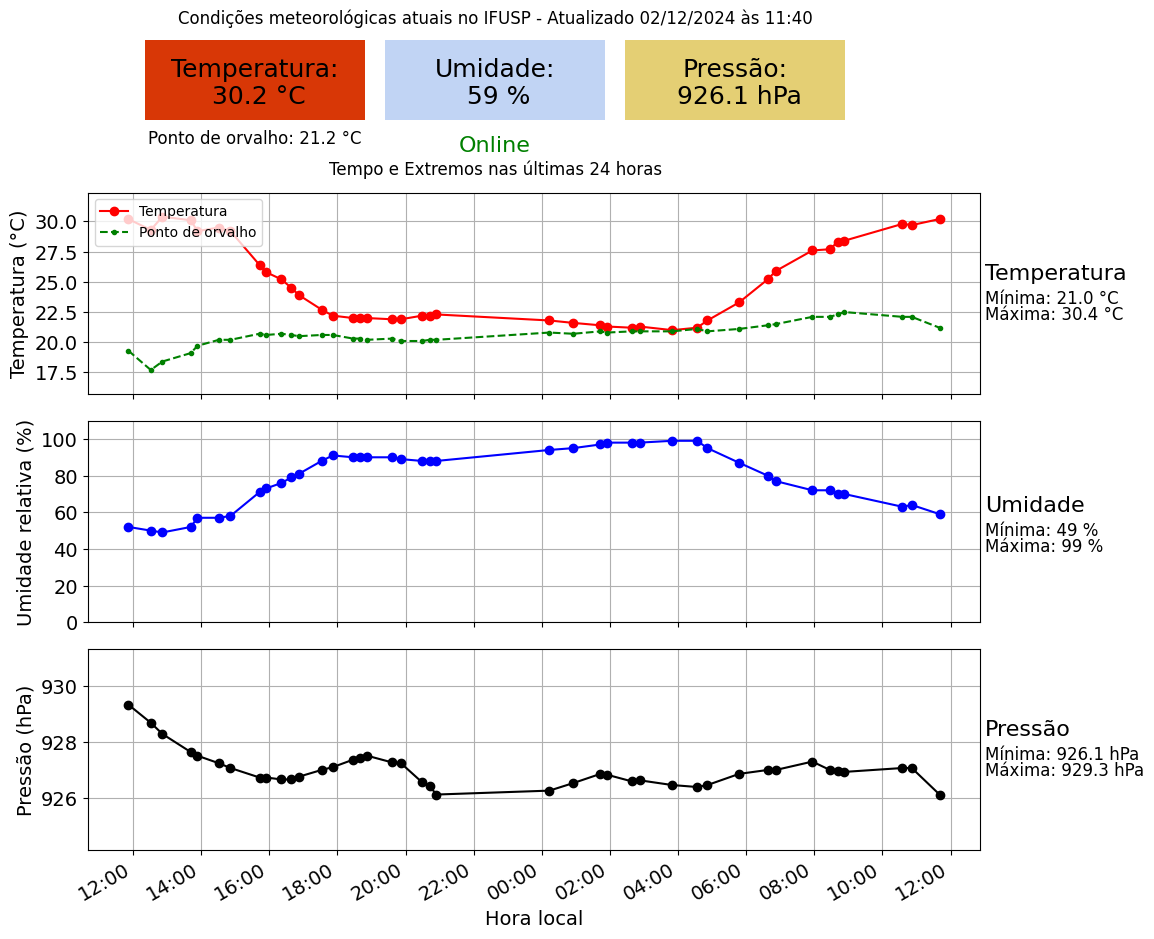 Condições meteorológicas atuais no IFUSP - Atualizado 02/12/2024 às 11:40
Temperatura:
30.2 °C
Umidade:
59 %
Pressão:
926.1 hPa
Ponto de orvalho: 21.2 °C
Online
Tempo e Extremos nas últimas 24 horas
Temperatura (°C)
30.0
27.5
25.0
22.5
20.0
17.5
Temperatura
Ponto de orvalho
Temperatura
Mínima: 21.0 °C
Máxima: 30.4 °C
Umidade relativa (%)
100
80
60
40
20
0
Umidade
Mínima: 49 %
Máxima: 99 %
Pressão (hPa)
930
928
926
Pressão
Mínima: 926.1 hPa
Máxima: 929.3 hPa
12:00 14:00 16:00 18:00 20:00 22:00 00:00 02:00 04:00 06:00 08:00 10:00 12:00
Hora local